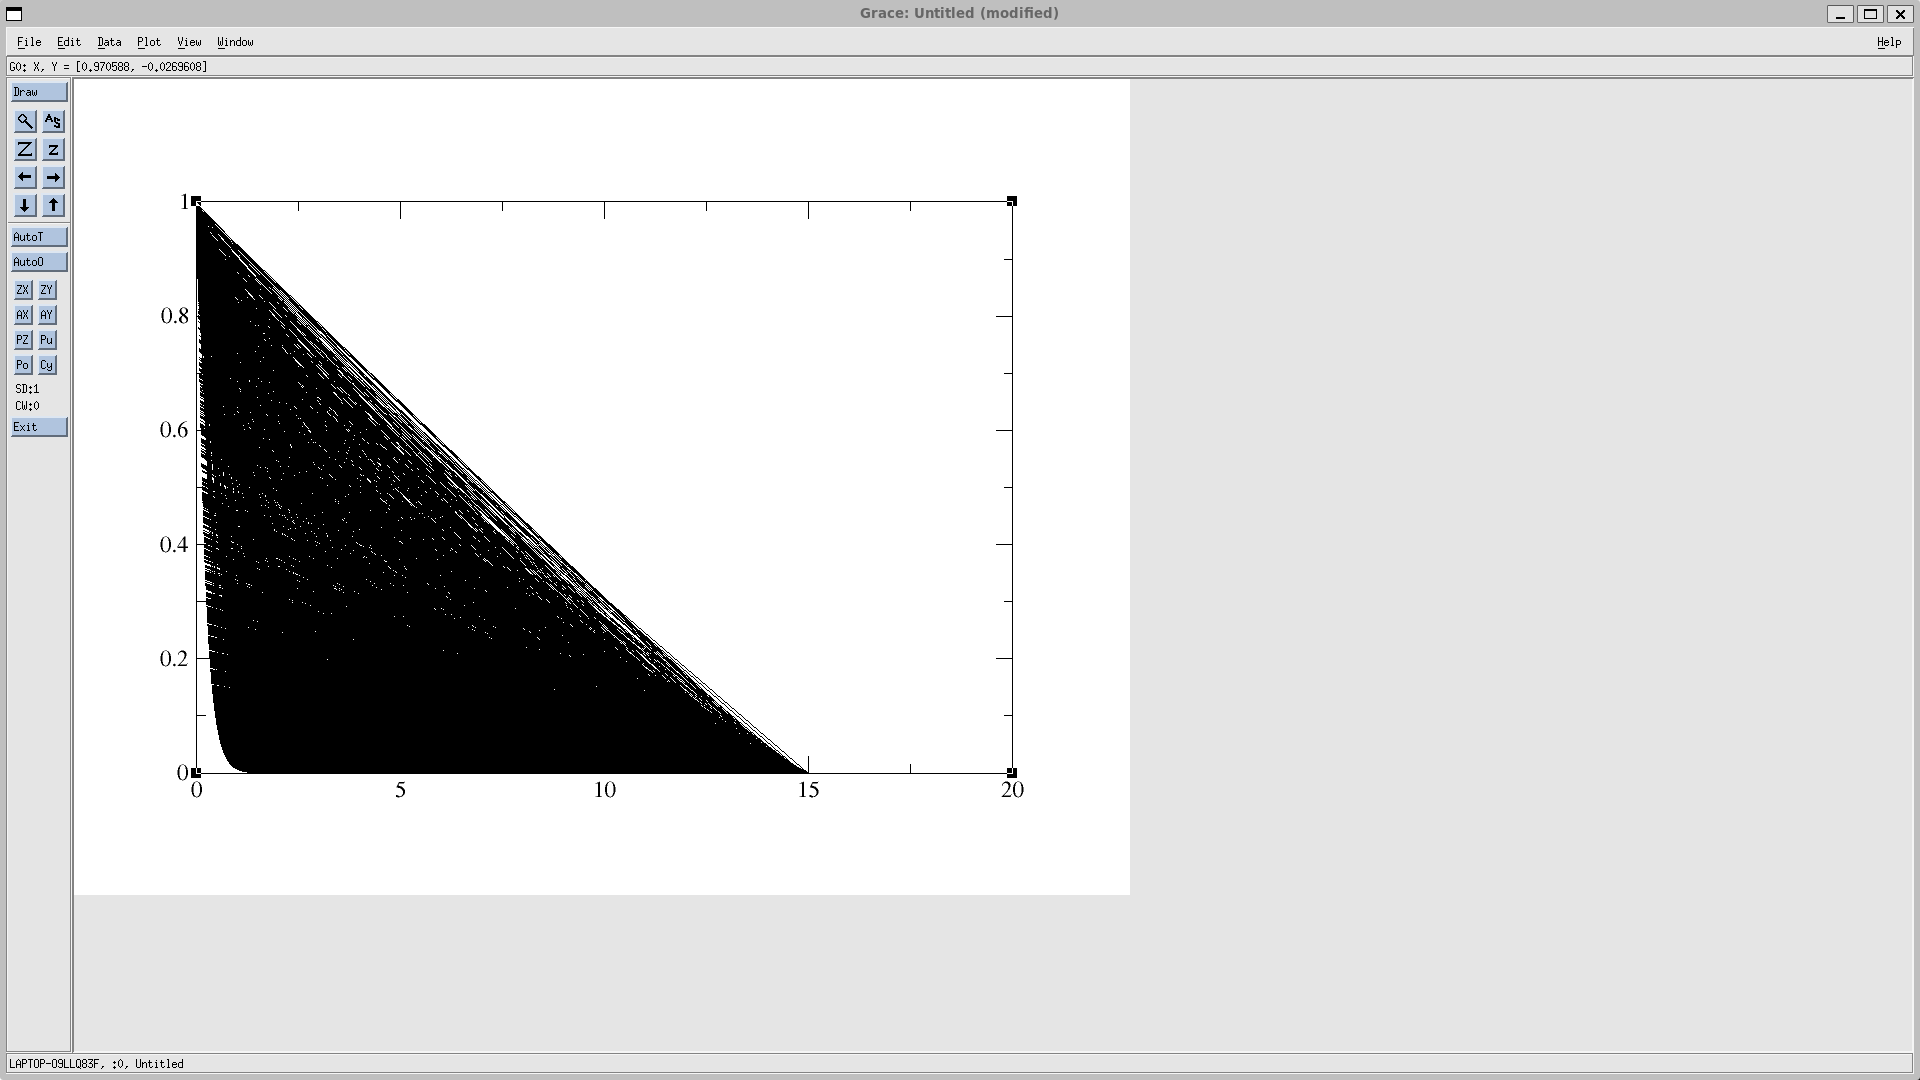 Grace: Untitled (modified)
File Edit Data Plot View Window Help
G0: X, Y = [0.970588, -0.0269608]
Draw
AS
Z z
AutoT
AutoO
ZX ZY
AX AY
PZ Pu
Po Cy
SD:1
CW:0
Exit
1
0.8
0.6
0.4
0.2
0
0 5 10 15 20
LAPTOP-O9LLQ83F, :0, Untitled